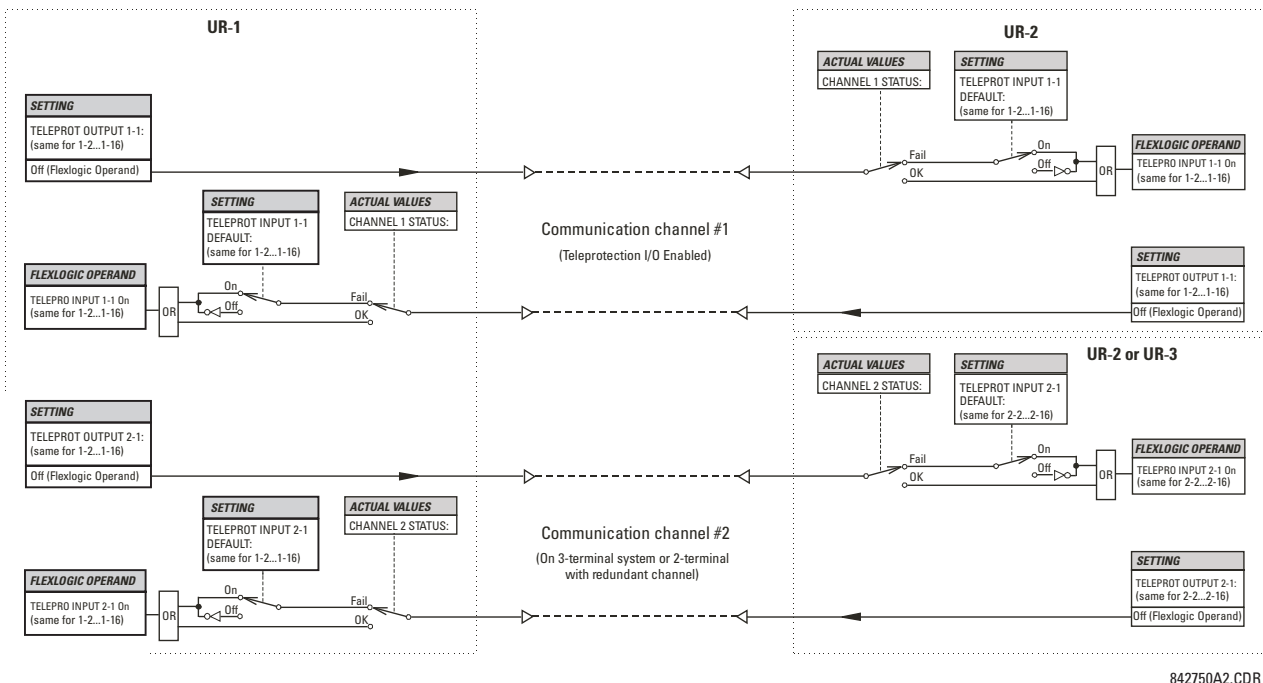 UR-1
SETTING
TELEPROT OUTPUT 1-1:
(same for 1-2...1-16)
Off (Flexlogic Operand)
SETTING
TELEPROT INPUT 1-1
DEFAULT:
(same for 1-2...1-16)
ACTUAL VALUES
CHANNEL 1 STATUS:
FLEXLOGIC OPERAND
TELEPRO INPUT 1-1 On
(same for 1-2...1-16)
OR
On
Off
Fail
OK
Communication channel #1
(Teleprotection I/O Enabled)
UR-2
ACTUAL VALUES
CHANNEL 1 STATUS:
SETTING
TELEPROT INPUT 1-1
DEFAULT:
(same for 1-2...1-16)
Fail
OK
On
Off
OR
FLEXLOGIC OPERAND
TELEPRO INPUT 1-1 On
(same for 1-2...1-16)
SETTING
TELEPROT OUTPUT 1-1:
(same for 1-2...1-16)
Off (Flexlogic Operand)
SETTING
TELEPROT OUTPUT 2-1:
(same for 1-2...1-16)
Off (Flexlogic Operand)
SETTING
TELEPROT INPUT 2-1
DEFAULT:
(same for 1-2...1-16)
ACTUAL VALUES
CHANNEL 2 STATUS:
FLEXLOGIC OPERAND
TELEPRO INPUT 2-1 On
(same for 1-2...1-16)
OR
On
Off
Fail
OK
Communication channel #2
(On 3-terminal system or 2-terminal
with redundant channel)
UR-2 or UR-3
ACTUAL VALUES
CHANNEL 2 STATUS:
SETTING
TELEPROT INPUT 2-1
DEFAULT:
(same for 2-2...2-16)
Fail
OK
On
Off
OR
FLEXLOGIC OPERAND
TELEPRO INPUT 2-1 On
(same for 2-2...2-16)
SETTING
TELEPROT OUTPUT 2-1:
(same for 2-2...2-16)
Off (Flexlogic Operand)
842750A2.CDR